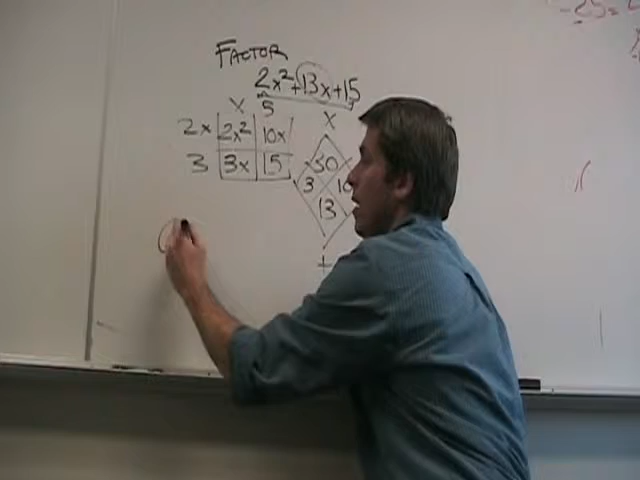 FACTOR
2x²+13x+15
x 5 x
2x 2x² 10x 30
3 3x 15 3 10
13
+
(